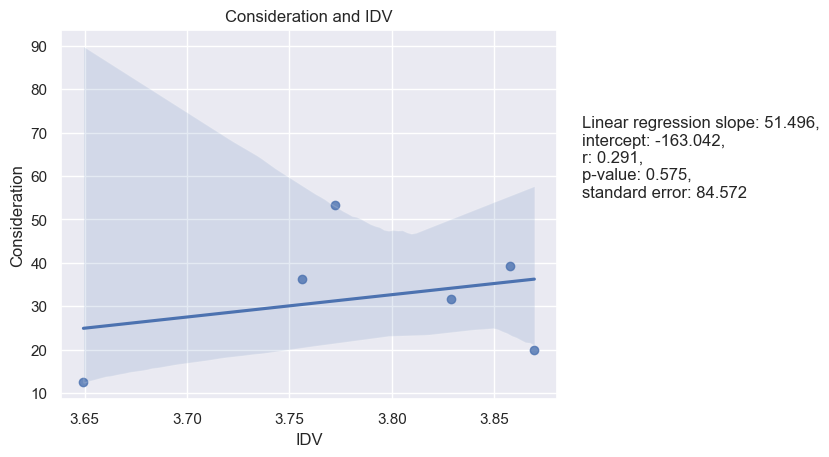 Consideration and IDV
90
80
70
60
50
40
30
20
10
Consideration
3.65
3.70
3.75
3.80
3.85
IDV
Linear regression slope: 51.496,
intercept: -163.042,
r: 0.291,
p-value: 0.575,
standard error: 84.572